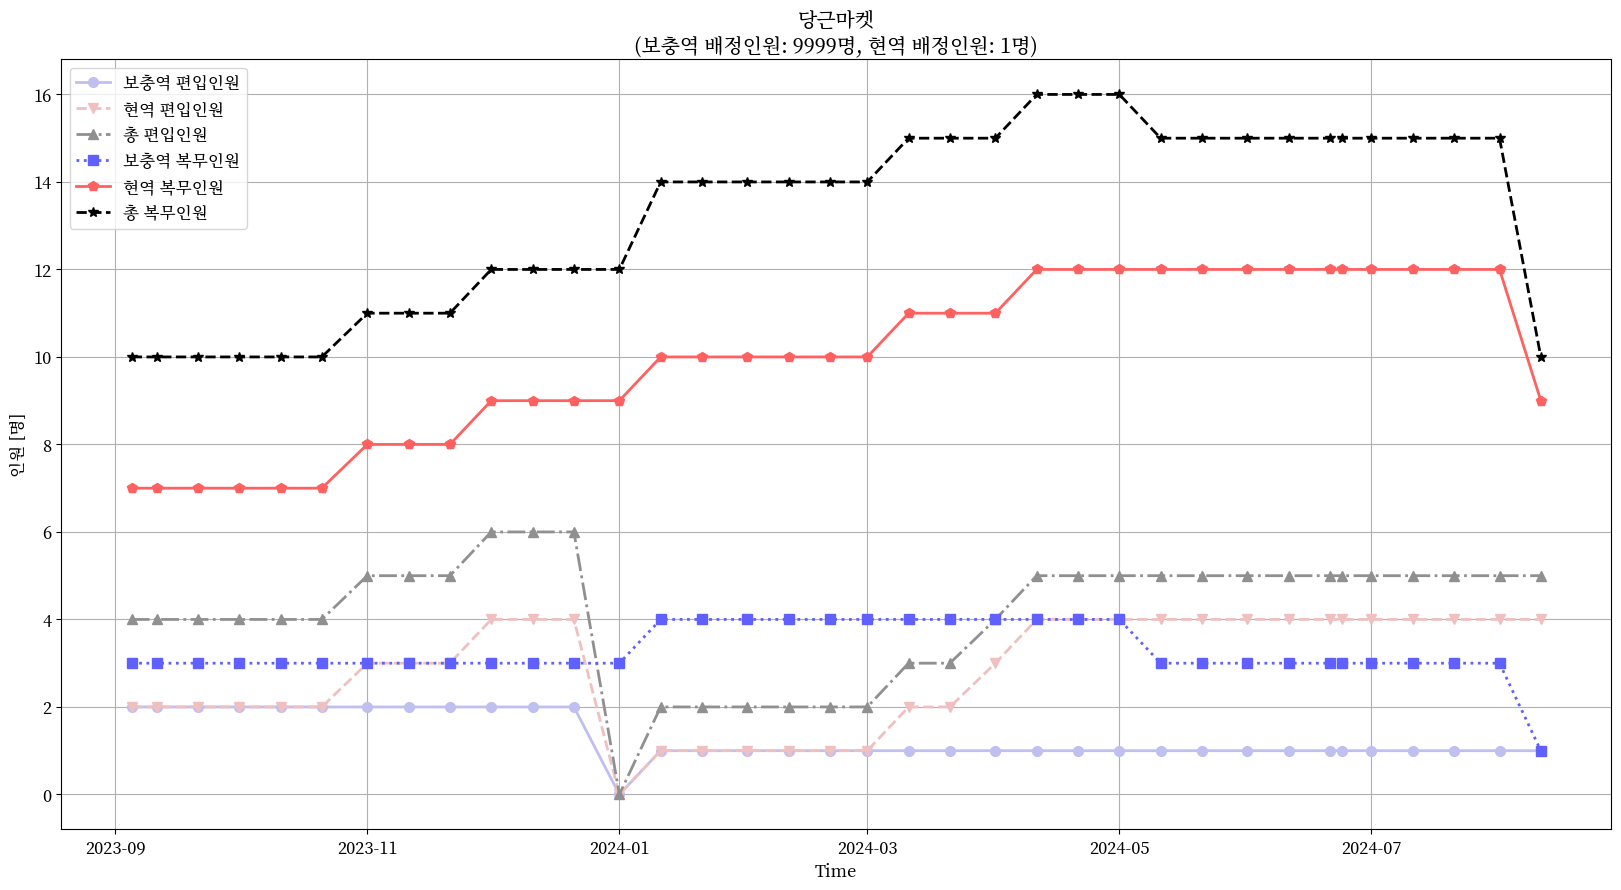 당근마켓
(보충역 배정인원: 9999명, 현역 배정인원: 1명)
보충역 편입인원
현역 편입인원
총 편입인원
보충역 복무인원
현역 복무인원
총 복무인원
인원 [명]
16
14
12
10
8
6
4
2
0
2023-09
2023-11
2024-01
2024-03
2024-05
2024-07
Time